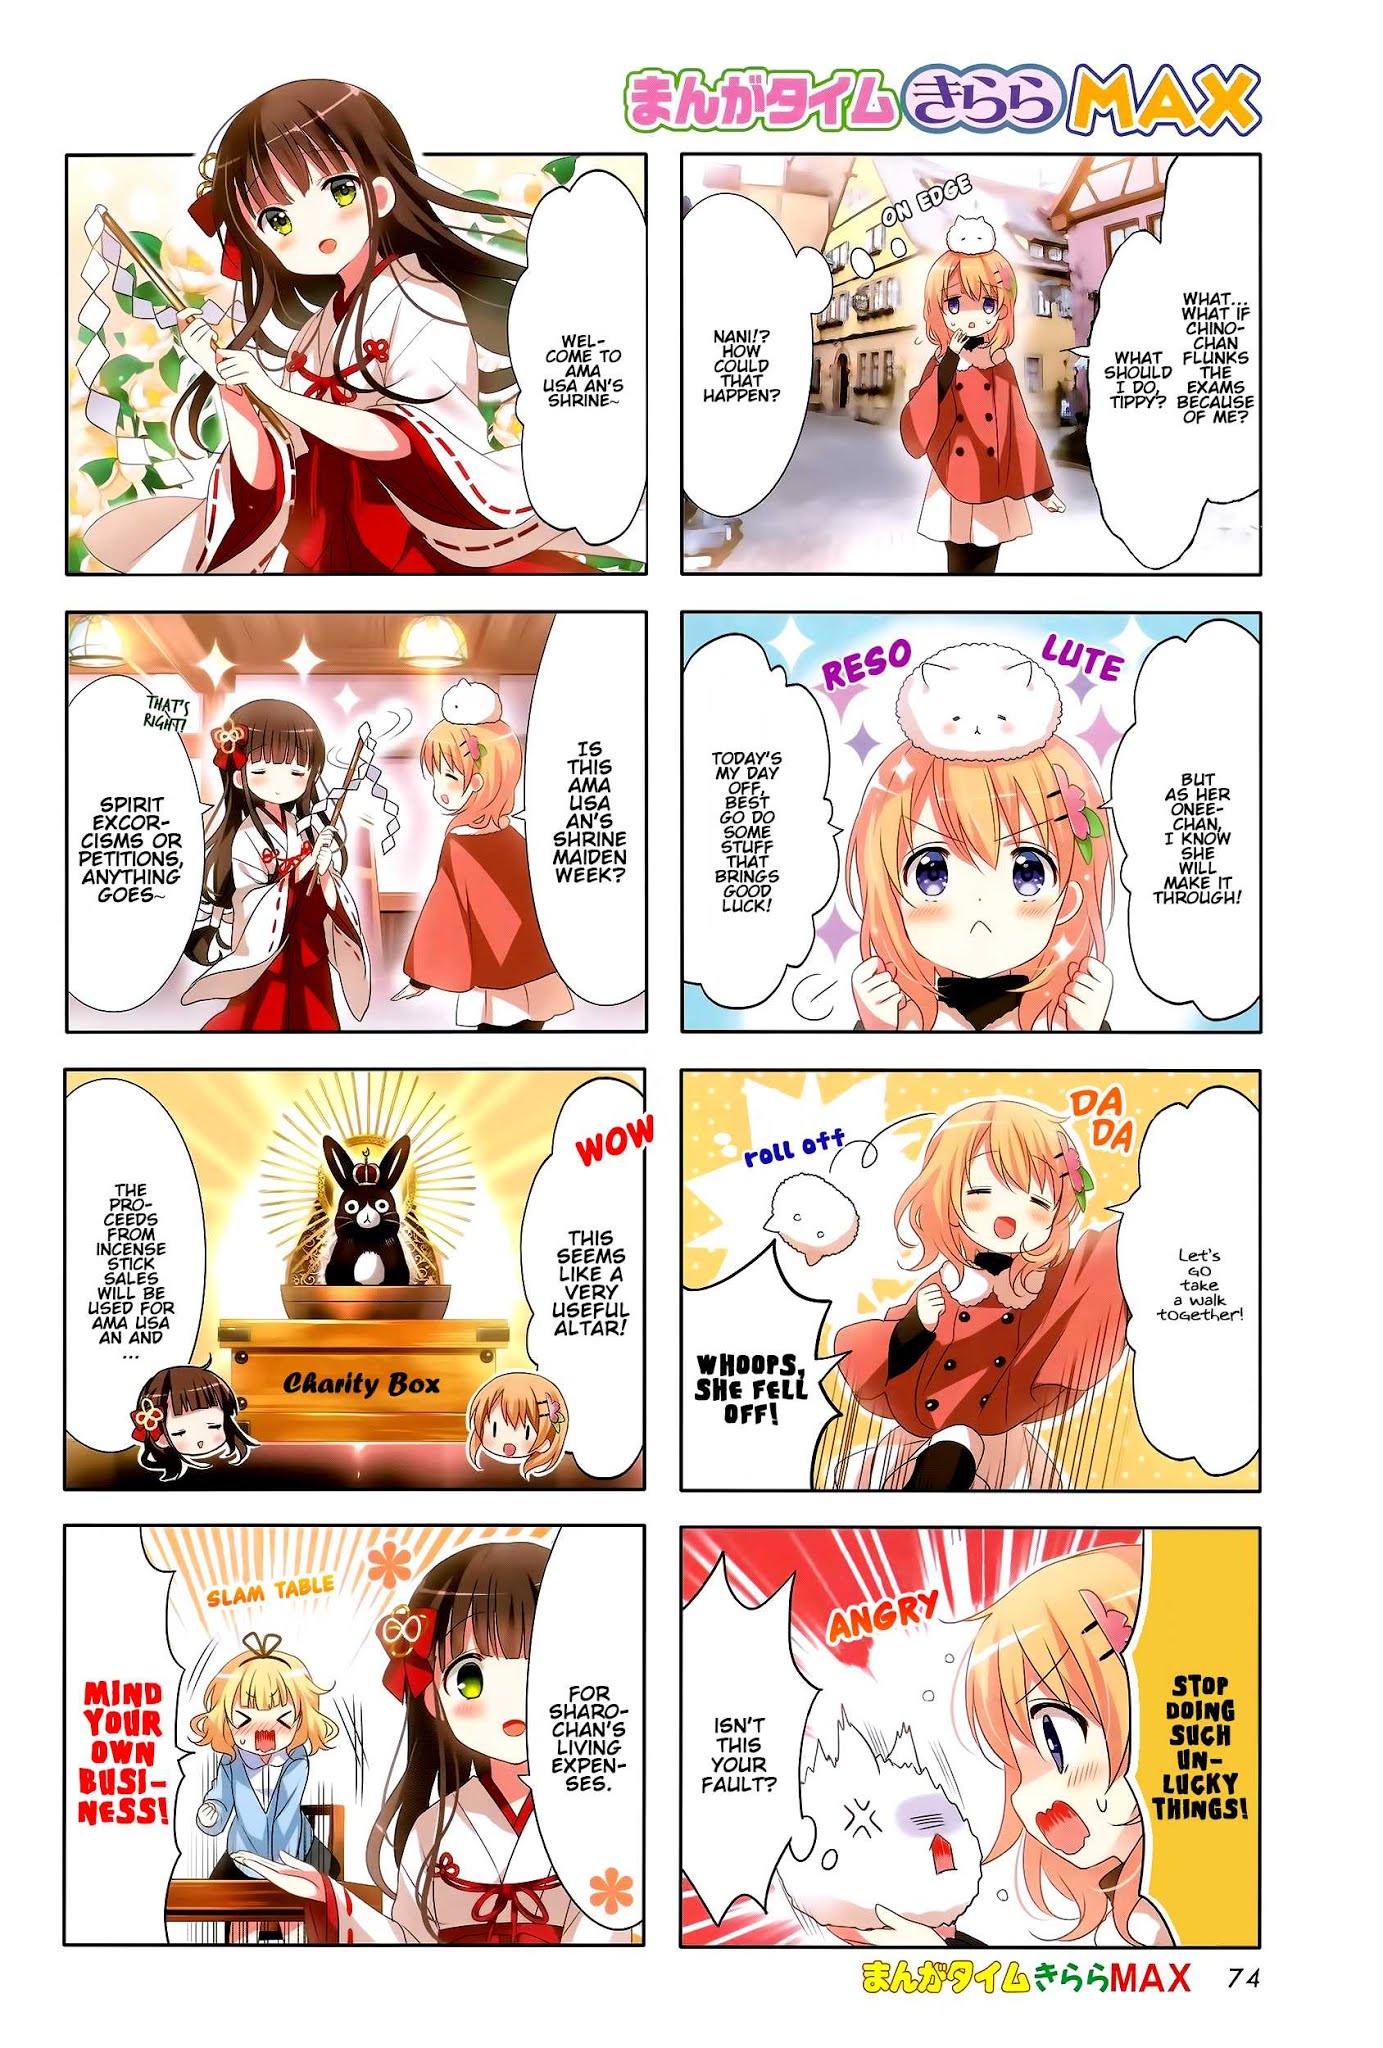 まんがタイムきららMAX
ON EDGE
WHAT...
WHAT IF
CHINO-
CHAN
FLUNKS
THE
EXAMS
BECAUSE
OF ME?
WHAT
SHOULD
I DO,
TIPPY?
NANI!?
HOW
COULD
THAT
HAPPEN?
RESO
LUTE
BUT
AS HER
ONEE-
CHAN,
I KNOW
SHE
WILL
MAKE IT
THROUGH!
TODAY'S
MY DAY
OFF,
BEST
GO DO
SOME
STUFF
THAT
BRINGS
GOOD
LUCK!
DA
DA
Let's
GO
take
a walk
together!
roll off
WHOOPS,
SHE FELL
OFF!
STOP
DOING
SUCH
UN-
LUCKY
THINGS!
ANGRY
ISN'T
THIS
YOUR
FAULT?
WEL-
COME TO
AMA
USA AN'S
SHRINE~
IS
THIS
AMA
USA
AN'S
SHRINE
MAIDEN
WEEK?
THAT'S
RIGHT!
SPIRIT
EXCOR-
CISMS OR
PETITIONS,
ANYTHING
GOES~
WOW
THIS
SEEMS
LIKE A
VERY
USEFUL
ALTAR!
Charity Box
THE
PRO-
CEEDS
FROM
INCENSE
STICK
SALES
WILL BE
USED FOR
AMA USA
AN AND
...
FOR
SHARO-
CHAN'S
LIVING
EXPEN-
SES.
SLAM TABLE
MIND
YOUR
OWN
BUSI-
NESS!
まんがタイムきららMAX 74